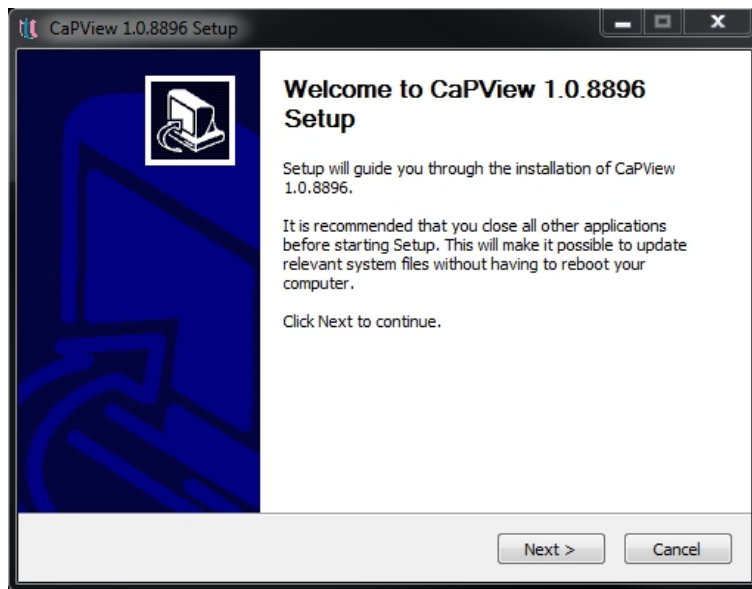 CaPView 1.0.8896 Setup
Welcome to CaPView 1.0.8896
Setup
Setup will guide you through the installation of CaPView
1.0.8896.
It is recommended that you close all other applications
before starting Setup. This will make it possible to update
relevant system files without having to reboot your
computer.
Click Next to continue.
Next >
Cancel